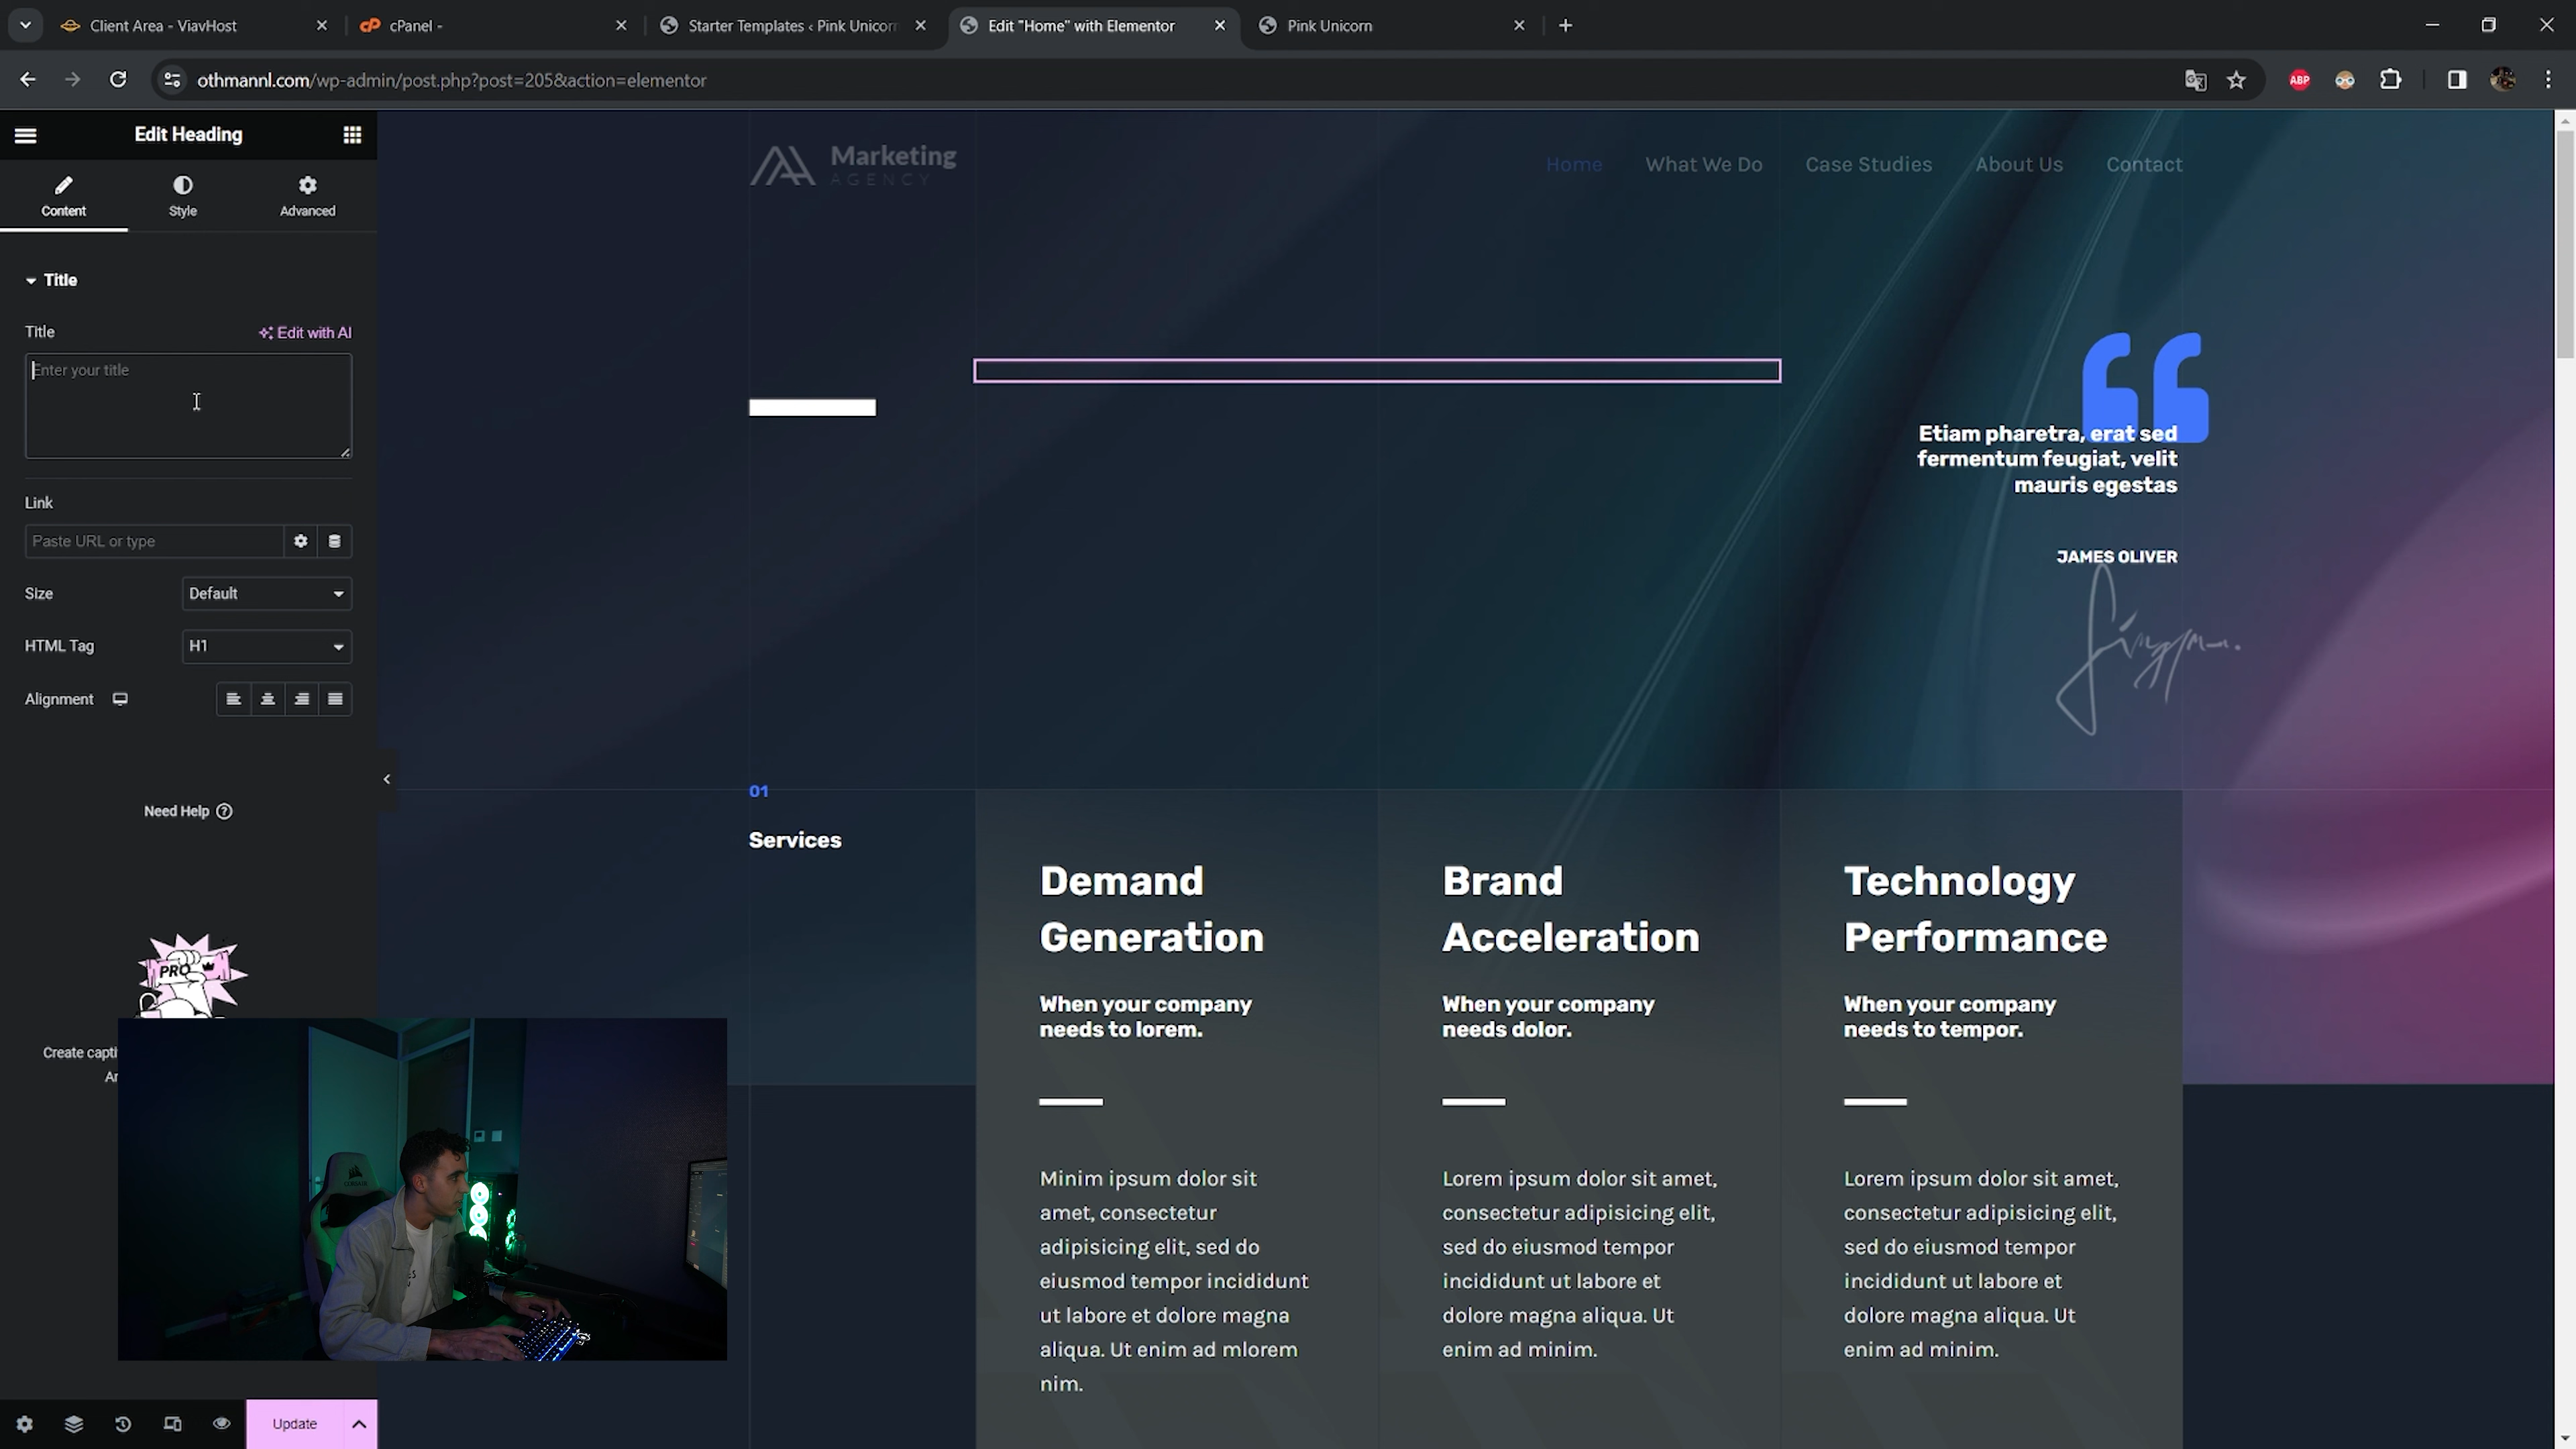 Client Area - ViavHost
cPanel -
Starter Templates ‹ Pink Unicorn
Edit "Home" with Elementor
Pink Unicorn
othmannl.com/wp-admin/post.php?post=205&action=elementor
ABP
Edit Heading
Content
Style
Advanced
Title
Title
Edit with AI
Enter your title
Link
Paste URL or type
Size
Default
HTML Tag
H1
Alignment
Need Help
PRO
Create capti
Ar
Update
Marketing
AGENCY
Home
What We Do
Case Studies
About Us
Contact
Etiam pharetra, erat sed
fermentum feugiat, velit
mauris egestas
JAMES OLIVER
01
Services
Demand
Generation
When your company
needs to lorem.
Minim ipsum dolor sit
amet, consectetur
adipisicing elit, sed do
eiusmod tempor incididunt
ut labore et dolore magna
aliqua. Ut enim ad mlorem
nim.
Brand
Acceleration
When your company
needs dolor.
Lorem ipsum dolor sit amet,
consectetur adipisicing elit,
sed do eiusmod tempor
incididunt ut labore et
dolore magna aliqua. Ut
enim ad minim.
Technology
Performance
When your company
needs to tempor.
Lorem ipsum dolor sit amet,
consectetur adipisicing elit,
sed do eiusmod tempor
incididunt ut labore et
dolore magna aliqua. Ut
enim ad minim.